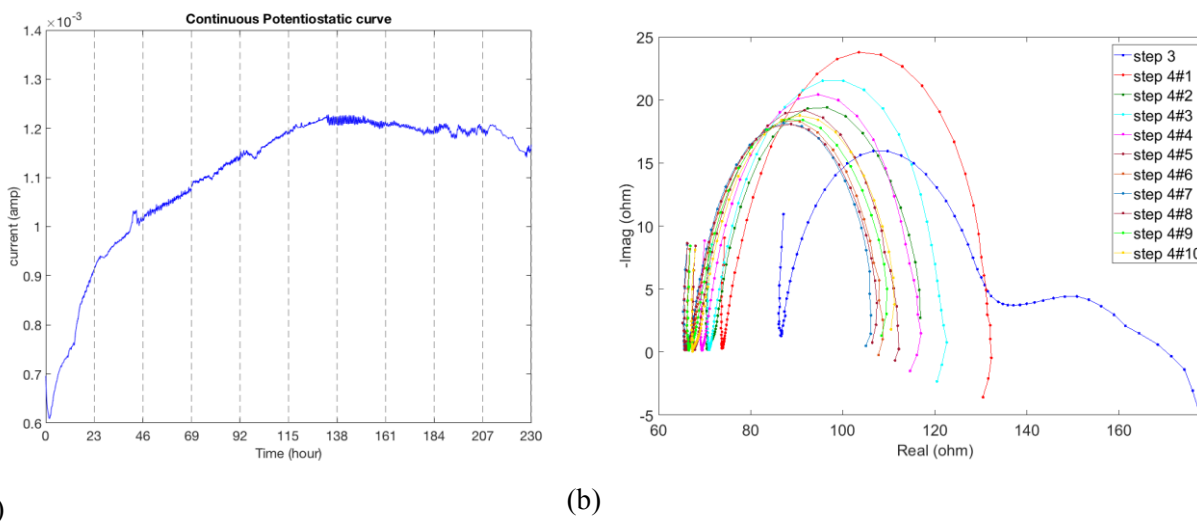 Continuous Potentiostatic curve
×10⁻³
1.4
1.3
1.2
1.1
1
0.9
0.8
0.7
0.6
current (amp)
0 23 46 69 92 115 138 161 184 207 230
Time (hour)
)
25
20
15
10
5
0
-5
-Imag (ohm)
60 80 100 120 140 160
Real (ohm)
step 3
step 4#1
step 4#2
step 4#3
step 4#4
step 4#5
step 4#6
step 4#7
step 4#8
step 4#9
step 4#10
(b)